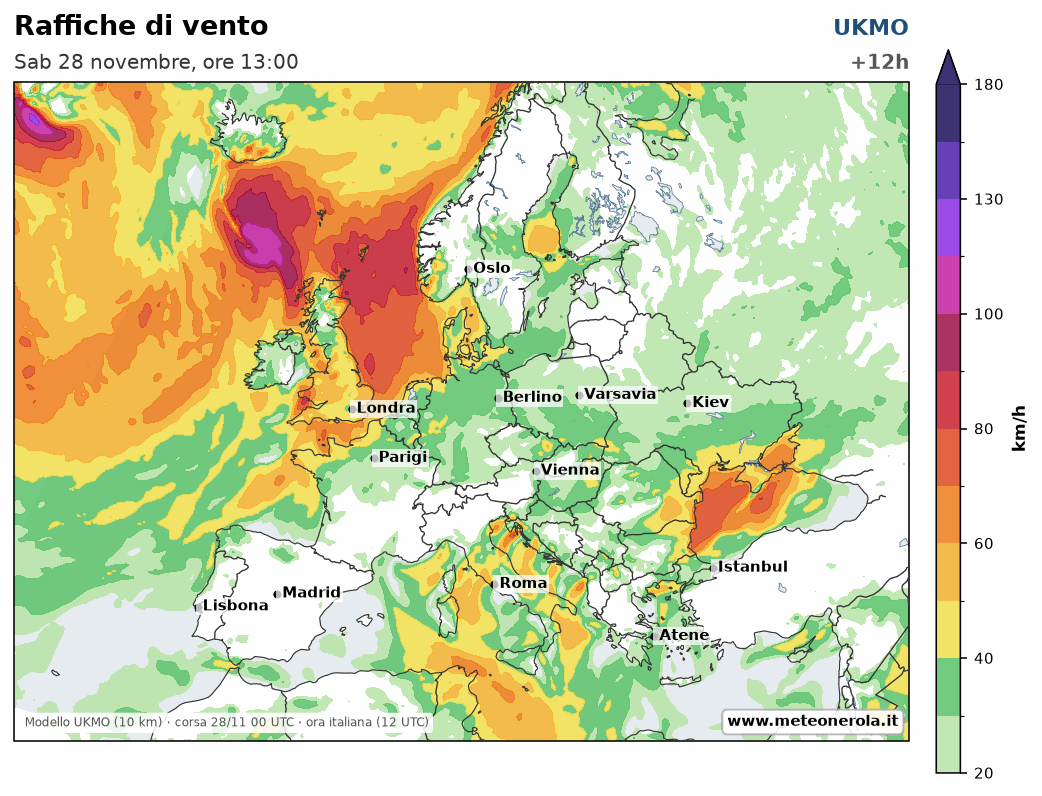 Raffiche di vento
UKMO
Sab 28 novembre, ore 13:00
+12h
180
130
100
80
60
40
20
km/h
Oslo
Berlino
Varsavia
Kiev
Londra
Parigi
Vienna
Istanbul
Roma
Madrid
Lisbona
Atene
Modello UKMO (10 km) · corsa 28/11 00 UTC · ora italiana (12 UTC)
www.meteonerola.it